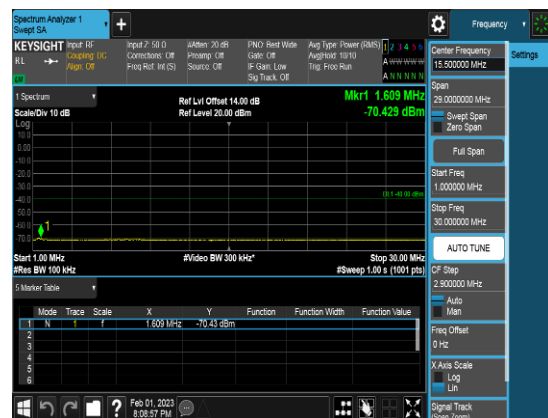 Spectrum Analyzer 1
Swept SA
Frequency
KEYSIGHT
RL
Input: RF
Coupling: DC
Align: Off
Input Z: 50 Ω
Corrections: Off
Freq Ref: Int (S)
#Atten: 20 dB
Preamp: Off
Source: Off
PNO: Best Wide
Gate: Off
IF Gain: Low
Sig Track: Off
Avg Type: Power (RMS)
Avg|Hold: 10/10
Trig: Free Run
1 2 3 4 5 6
A W W W W W
A N N N N N
1 Spectrum
Scale/Div 10 dB
Log
Ref Lvl Offset 14.00 dB
Ref Level 20.00 dBm
Mkr1 1.609 MHz
-70.429 dBm
10.0
0.00
-10.0
-20.0
-30.0
-40.0
-50.0
-60.0
-70.0
DL1 -40.00 dBm
1
Start 1.00 MHz
#Res BW 100 kHz
#Video BW 300 kHz*
Stop 30.00 MHz
#Sweep 1.00 s (1001 pts)
5 Marker Table
Mode Trace Scale X Y Function Function Width Function Value
1 N 1 f 1.609 MHz -70.43 dBm
2
3
4
5
6
Feb 01, 2023
8:08:57 PM
Center Frequency
15.500000 MHz
Settings
Span
29.0000000 MHz
Swept Span
Zero Span
Full Span
Start Freq
1.000000 MHz
Stop Freq
30.000000 MHz
AUTO TUNE
CF Step
2.900000 MHz
Auto
Man
Freq Offset
0 Hz
X Axis Scale
Log
Lin
Signal Track
(Span Zoom)